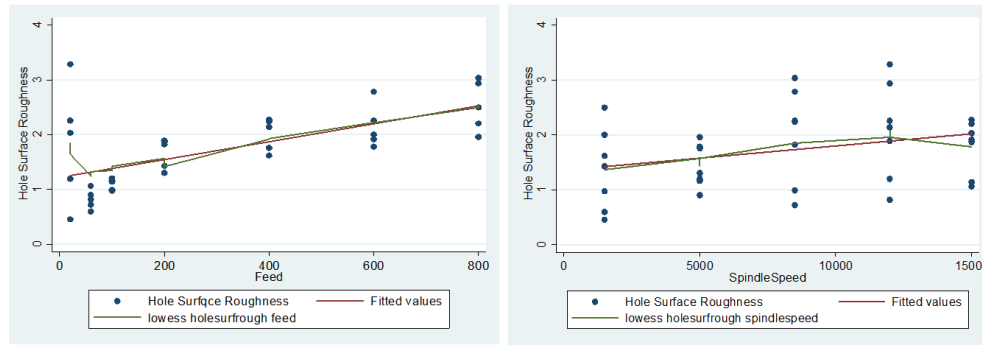 4
3
2
1
0
Hole Surface Roughness
0
200
400
600
800
Feed
Hole Surfqce Roughness
Fitted values
lowess holesurfrough feed
4
3
2
1
0
Hole Surface Roughness
0
5000
10000
1500
SpindleSpeed
Hole Surface Roughness
Fitted values
lowess holesurfrough spindlespeed